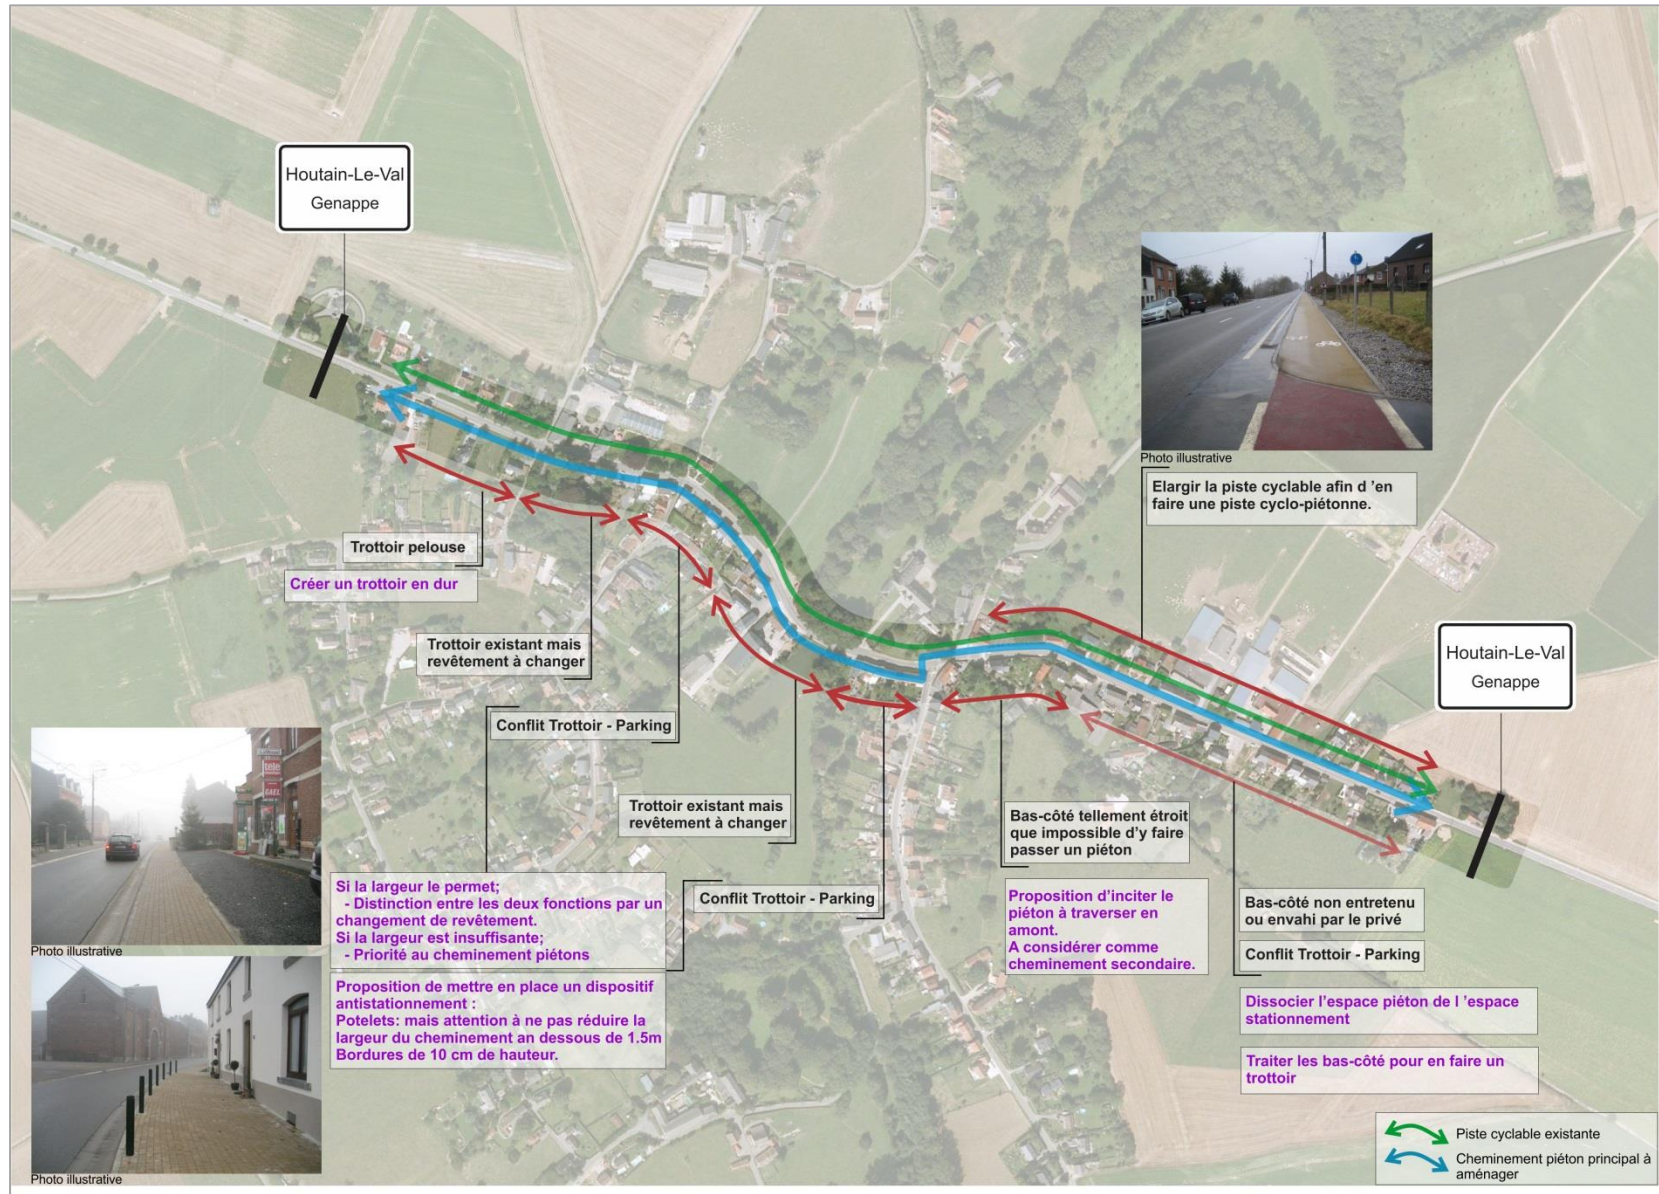 Houtain-Le-Val
Genappe
Photo illustrative
Elargir la piste cyclable afin d 'en
faire une piste cyclo-piétonne.
Trottoir pelouse
Créer un trottoir en dur
Trottoir existant mais
revêtement à changer
Houtain-Le-Val
Genappe
Conflit Trottoir - Parking
Trottoir existant mais
revêtement à changer
Bas-côté tellement étroit
que impossible d'y faire
passer un piéton
Conflit Trottoir - Parking
Si la largeur le permet;
- Distinction entre les deux fonctions par un
changement de revêtement.
Si la largeur est insuffisante;
- Priorité au cheminement piétons
Proposition d'inciter le
piéton à traverser en
amont.
A considérer comme
cheminement secondaire.
Bas-côté non entretenu
ou envahi par le privé
Conflit Trottoir - Parking
Photo illustrative
Proposition de mettre en place un dispositif
antistationnement :
Potelets: mais attention à ne pas réduire la
largeur du cheminement an dessous de 1.5m
Bordures de 10 cm de hauteur.
Dissocier l'espace piéton de l 'espace
stationnement
Traiter les bas-côté pour en faire un
trottoir
Photo illustrative
Piste cyclable existante
Cheminement piéton principal à
aménager